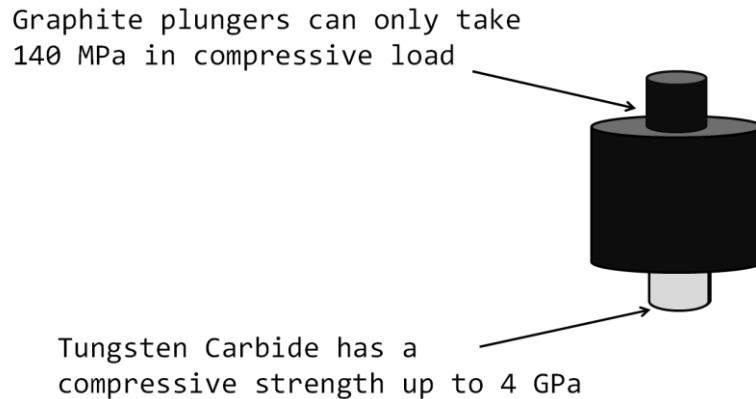 Graphite plungers can only take
140 MPa in compressive load
Tungsten Carbide has a
compressive strength up to 4 GPa